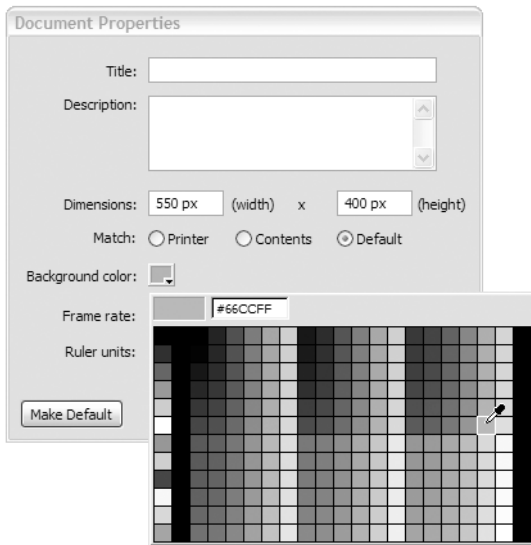 Document Properties
Title:
Description:
Dimensions: 550 px (width) x 400 px (height)
Match: Printer Contents Default
Background color:
#66CCFF
Frame rate:
Ruler units:
Make Default